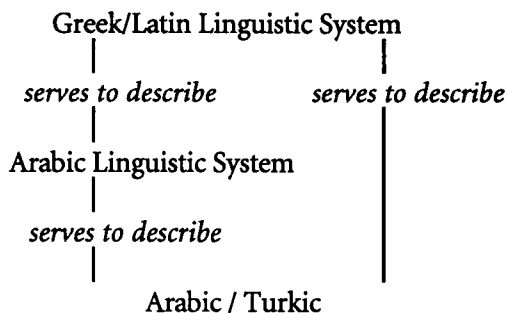 Greek/Latin Linguistic System
serves to describe serves to describe
Arabic Linguistic System
serves to describe
Arabic / Turkic